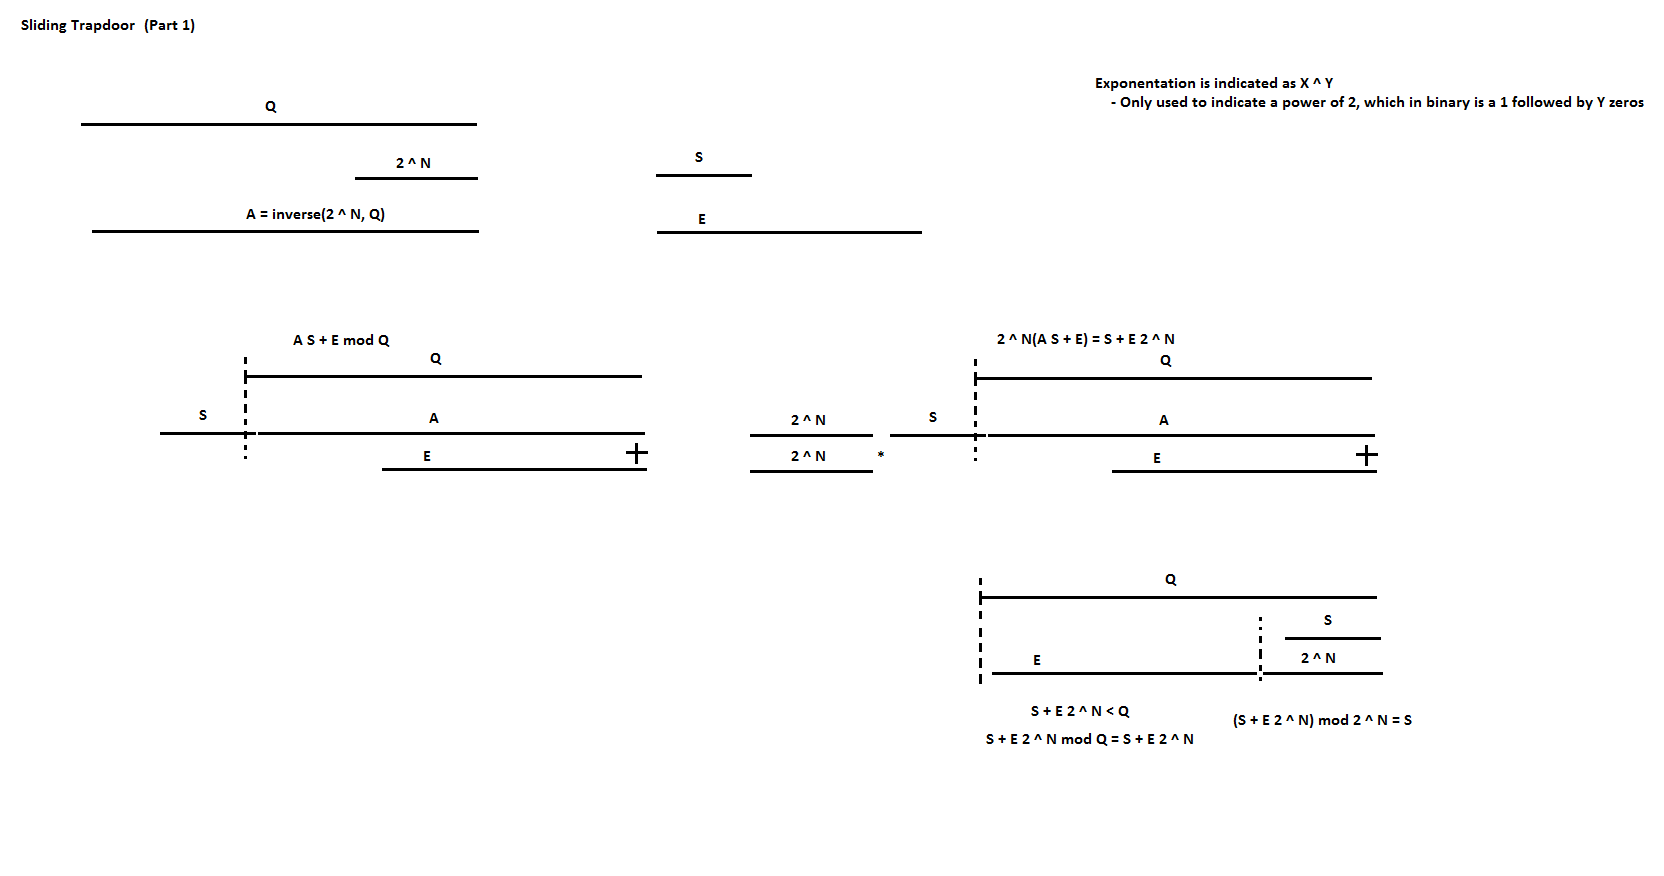 Sliding Trapdoor (Part 1)
Exponentation is indicated as X ^ Y
- Only used to indicate a power of 2, which in binary is a 1 followed by Y zeros
Q
2 ^ N
A = inverse(2 ^ N, Q)
S
E
A S + E mod Q
Q
S
A
E
+
2 ^ N(A S + E) = S + E 2 ^ N
Q
2 ^ N
S
A
2 ^ N
*
E
+
Q
S
E
2 ^ N
S + E 2 ^ N < Q
S + E 2 ^ N mod Q = S + E 2 ^ N
(S + E 2 ^ N) mod 2 ^ N = S